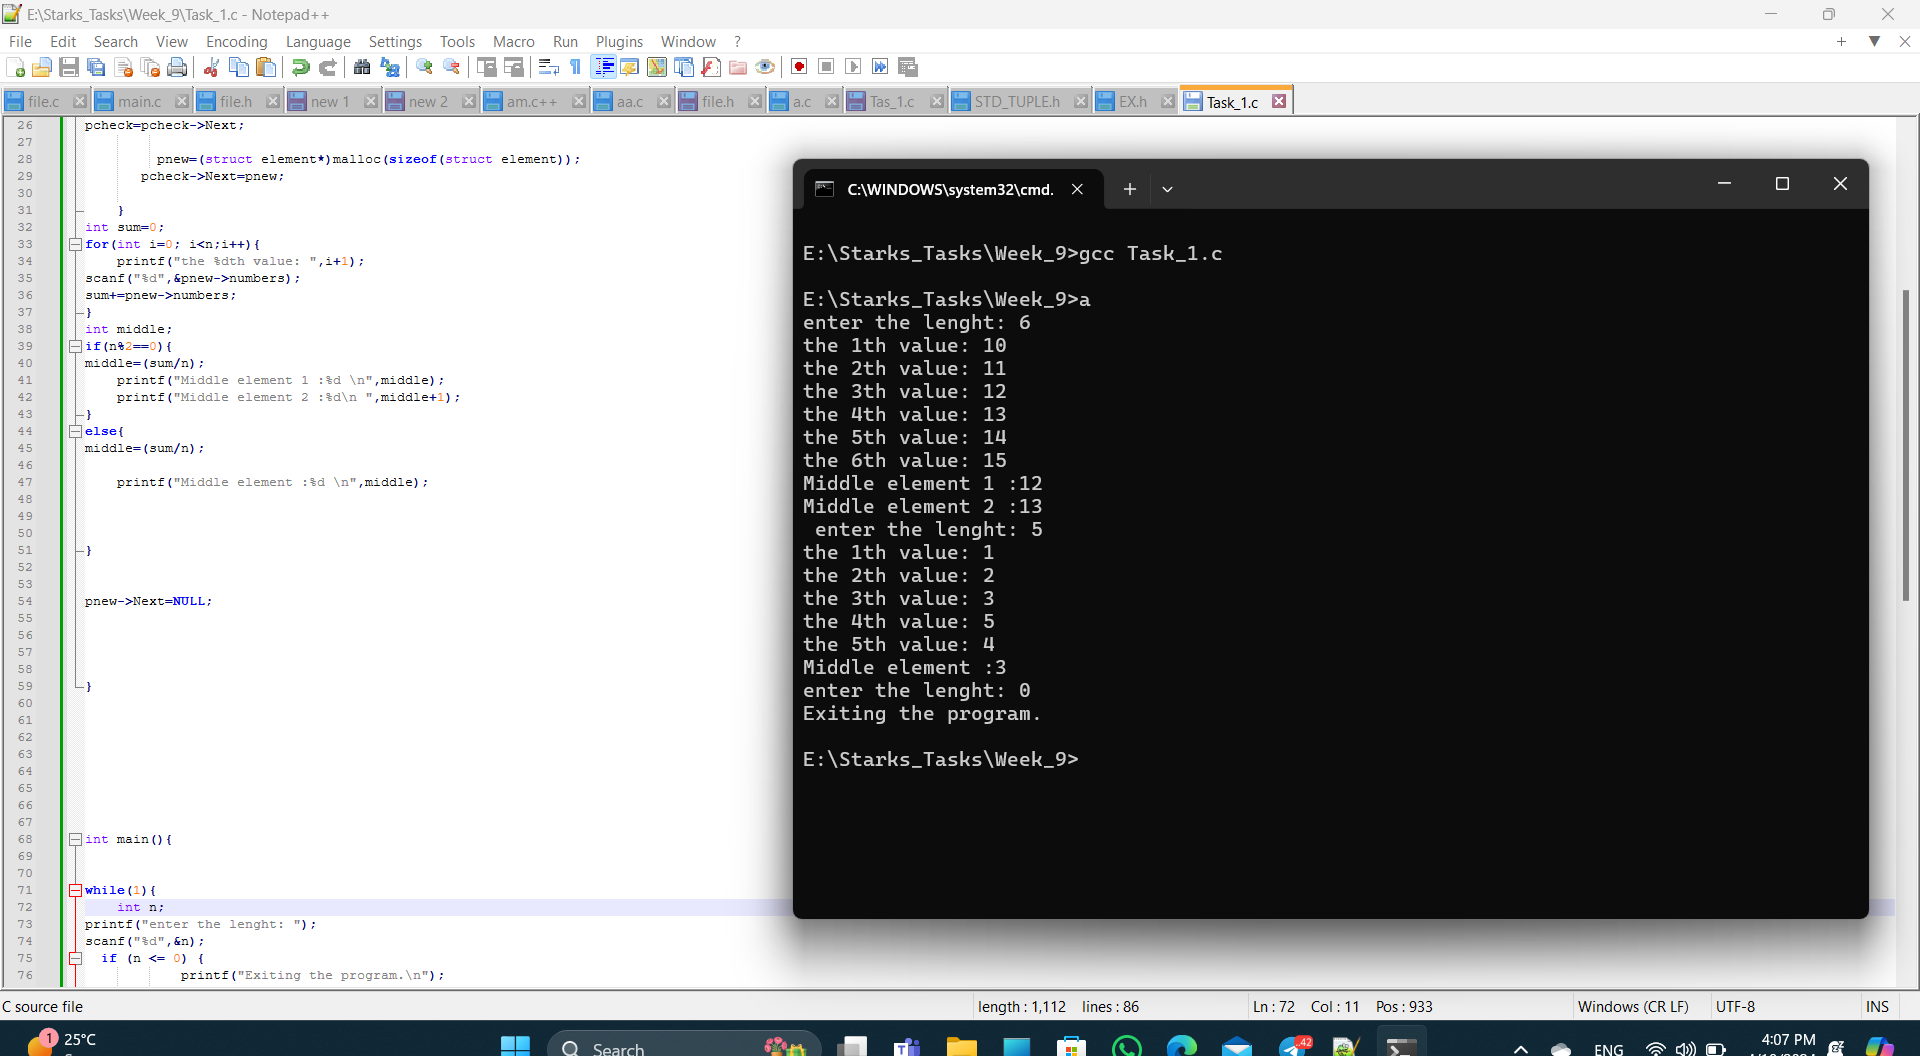 E:\Starks_Tasks\Week_9\Task_1.c - Notepad++
File Edit Search View Encoding Language Settings Tools Macro Run Plugins Window ?
file.c main.c file.h new 1 new 2 am.c++ aa.c file.h a.c Tas_1.c STD_TUPLE.h EX.h Task_1.c
26 pcheck=pcheck->Next;
27
28 pnew=(struct element*)malloc(sizeof(struct element));
29 pcheck->Next=pnew;
30
31 }
32 int sum=0;
33 for(int i=0; i<n;i++){
34 printf("the %dth value: ",i+1);
35 scanf("%d",&pnew->numbers);
36 sum+=pnew->numbers;
37 }
38 int middle;
39 if(n%2==0){
40 middle=(sum/n);
41 printf("Middle element 1 :%d \n",middle);
42 printf("Middle element 2 :%d\n ",middle+1);
43 }
44 else{
45 middle=(sum/n);
46
47 printf("Middle element :%d \n",middle);
48
49
50
51 }
52
53
54 pnew->Next=NULL;
55
56
57
58
59 }
60
61
62
63
64
65
66
67
68 int main(){
69
70
71 while(1){
72 int n;
73 printf("enter the lenght: ");
74 scanf("%d",&n);
75 if (n <= 0) {
76 printf("Exiting the program.\n");
C:\WINDOWS\system32\cmd.
E:\Starks_Tasks\Week_9>gcc Task_1.c
E:\Starks_Tasks\Week_9>a
enter the lenght: 6
the 1th value: 10
the 2th value: 11
the 3th value: 12
the 4th value: 13
the 5th value: 14
the 6th value: 15
Middle element 1 :12
Middle element 2 :13
enter the lenght: 5
the 1th value: 1
the 2th value: 2
the 3th value: 3
the 4th value: 5
the 5th value: 4
Middle element :3
enter the lenght: 0
Exiting the program.
E:\Starks_Tasks\Week_9>
C source file length : 1,112 lines : 86 Ln : 72 Col : 11 Pos : 933 Windows (CR LF) UTF-8 INS
1 25°C Search 42 ENG 4:07 PM